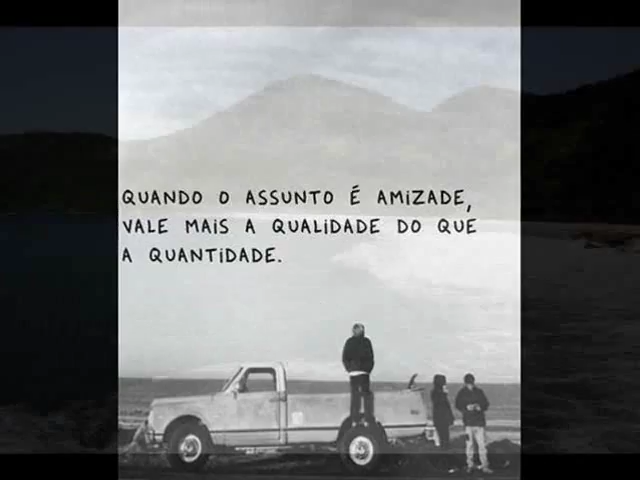 QUANDO O ASSUNTO É AMIZADE,
VALE MAIS A QUALIDADE DO QUE
A QUANTIDADE.